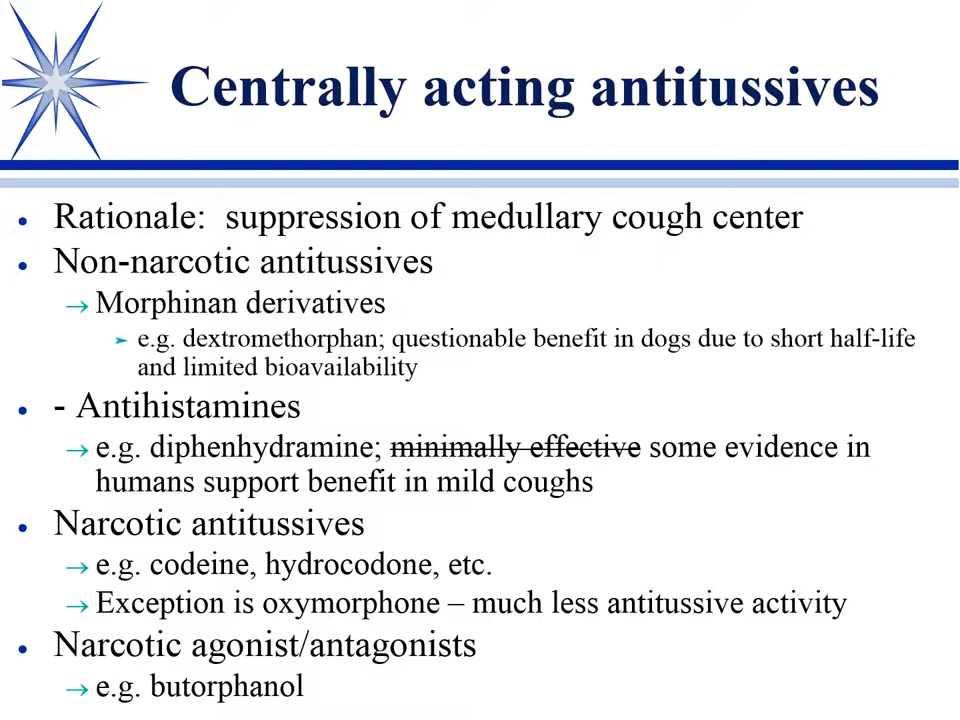 Centrally acting antitussives
• Rationale:  suppression of medullary cough center
• Non-narcotic antitussives
→ Morphinan derivatives
➢ e.g. dextromethorphan; questionable benefit in dogs due to short half-life
and limited bioavailability
• - Antihistamines
→ e.g. diphenhydramine; minimally effective some evidence in
humans support benefit in mild coughs
• Narcotic antitussives
→ e.g. codeine, hydrocodone, etc.
→ Exception is oxymorphone – much less antitussive activity
• Narcotic agonist/antagonists
→ e.g. butorphanol